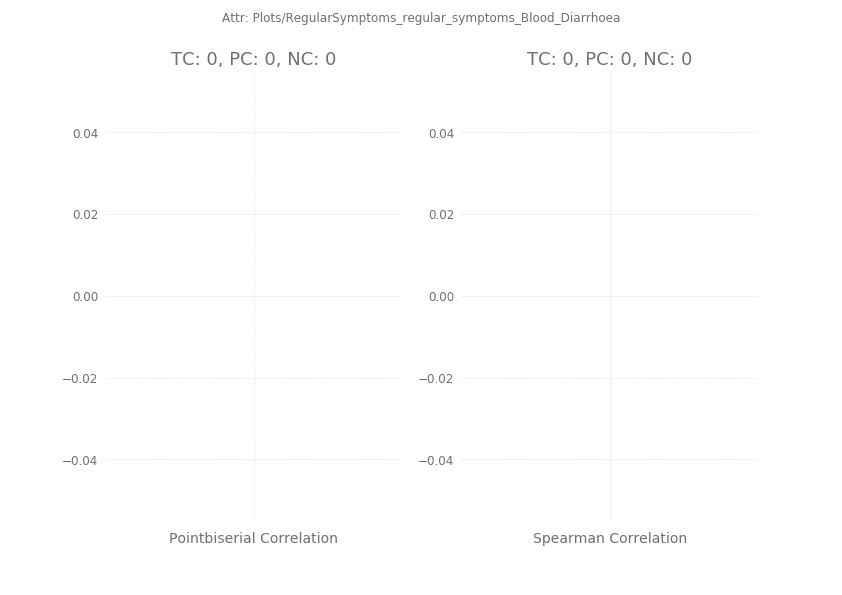 Attr: Plots/RegularSymptoms_regular_symptoms_Blood_Diarrhoea
TC: 0, PC: 0, NC: 0
0.04
0.02
0.00
−0.02
−0.04
Pointbiserial Correlation
TC: 0, PC: 0, NC: 0
0.04
0.02
0.00
−0.02
−0.04
Spearman Correlation